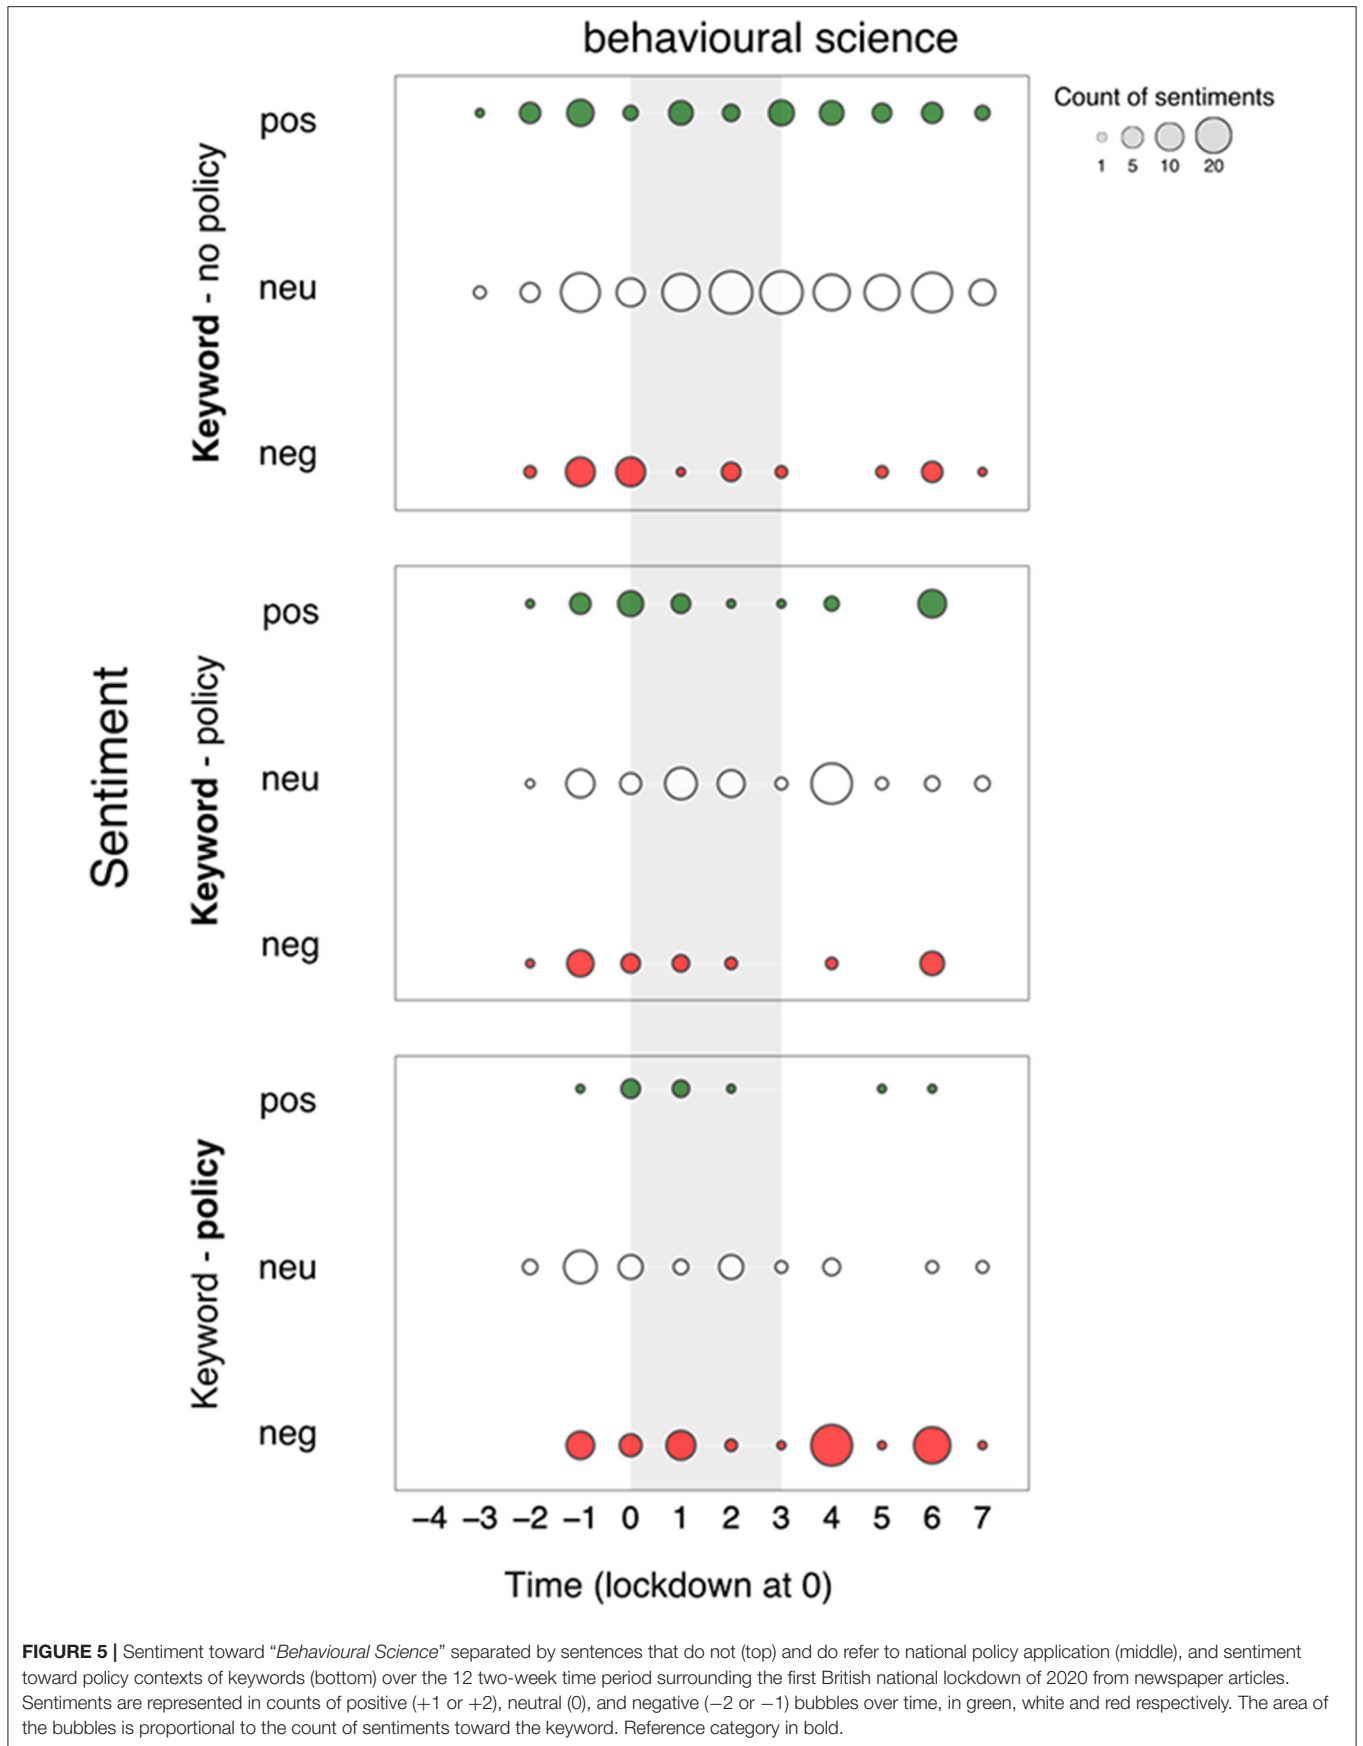 behavioural science
Count of sentiments
1 5 10 20
Sentiment
Keyword - no policy
pos
neu
neg
Keyword - policy
pos
neu
neg
Keyword - policy
pos
neu
neg
−4 −3 −2 −1 0 1 2 3 4 5 6 7
Time (lockdown at 0)
FIGURE 5 | Sentiment toward “Behavioural Science” separated by sentences that do not (top) and do refer to national policy application (middle), and sentiment
toward policy contexts of keywords (bottom) over the 12 two-week time period surrounding the first British national lockdown of 2020 from newspaper articles.
Sentiments are represented in counts of positive (+1 or +2), neutral (0), and negative (−2 or −1) bubbles over time, in green, white and red respectively. The area of
the bubbles is proportional to the count of sentiments toward the keyword. Reference category in bold.